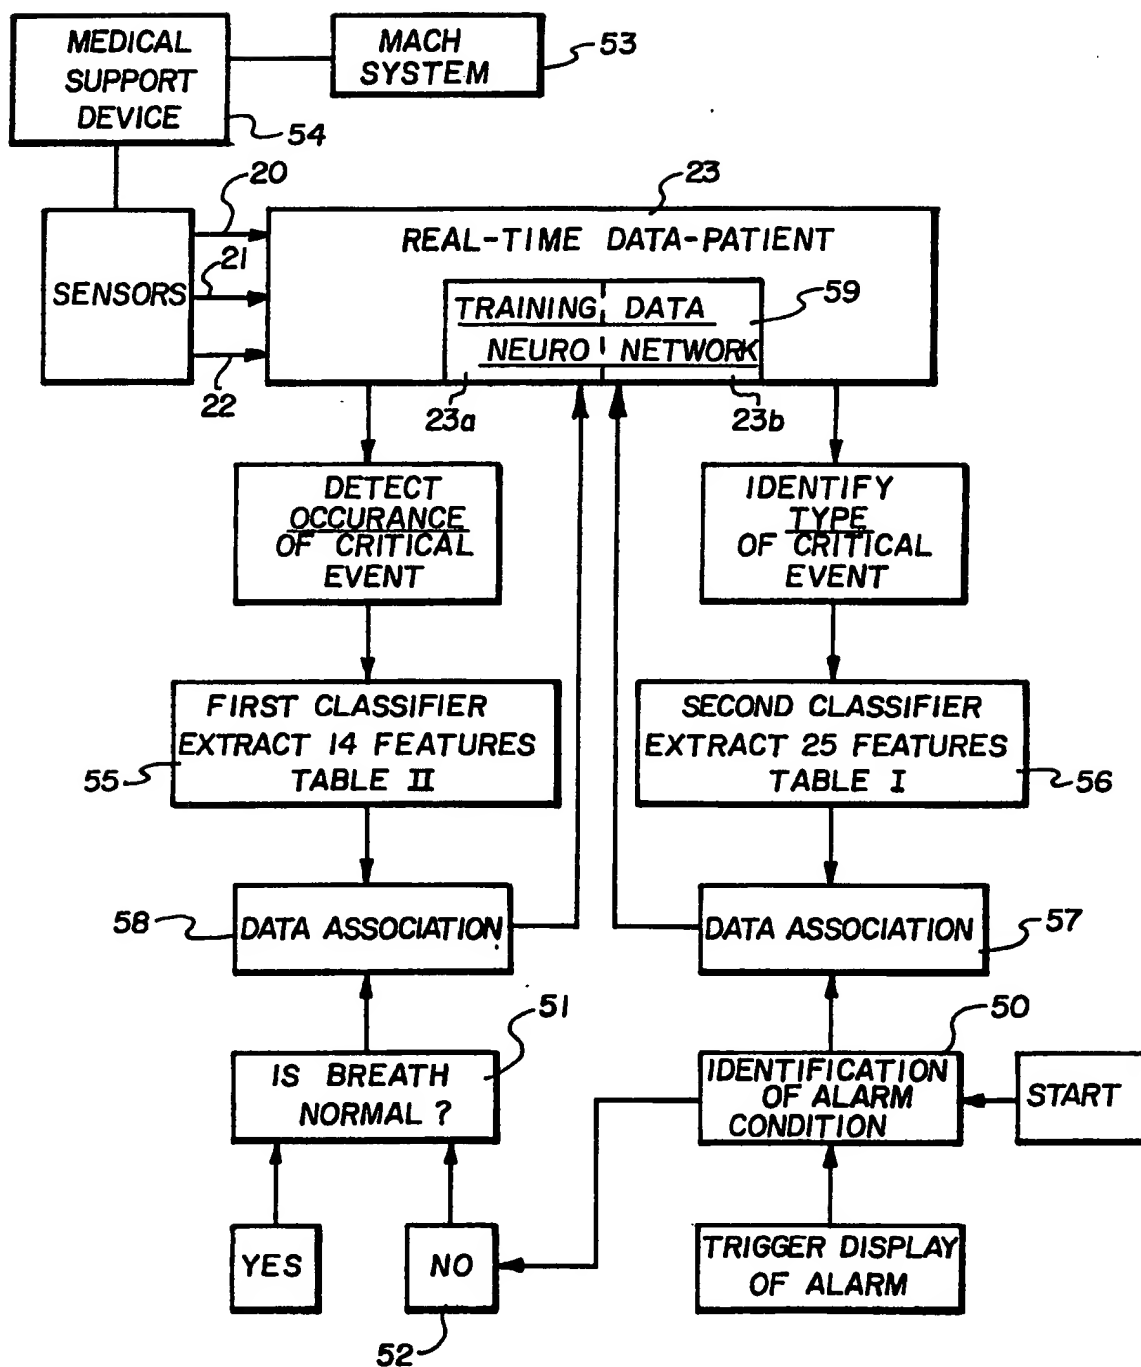 MEDICAL
SUPPORT
DEVICE
54
MACH
SYSTEM
53
SENSORS
20
21
22
23
REAL-TIME DATA-PATIENT
TRAINING DATA
NEURO NETWORK
59
23a
23b
DETECT
OCCURANCE
OF CRITICAL
EVENT
IDENTIFY
TYPE
OF CRITICAL
EVENT
FIRST CLASSIFIER
EXTRACT 14 FEATURES
TABLE II
55
SECOND CLASSIFIER
EXTRACT 25 FEATURES
TABLE I
56
58
DATA ASSOCIATION
DATA ASSOCIATION
57
51
IS BREATH
NORMAL ?
50
IDENTIFICATION
OF ALARM
CONDITION
START
YES
NO
52
TRIGGER DISPLAY
OF ALARM